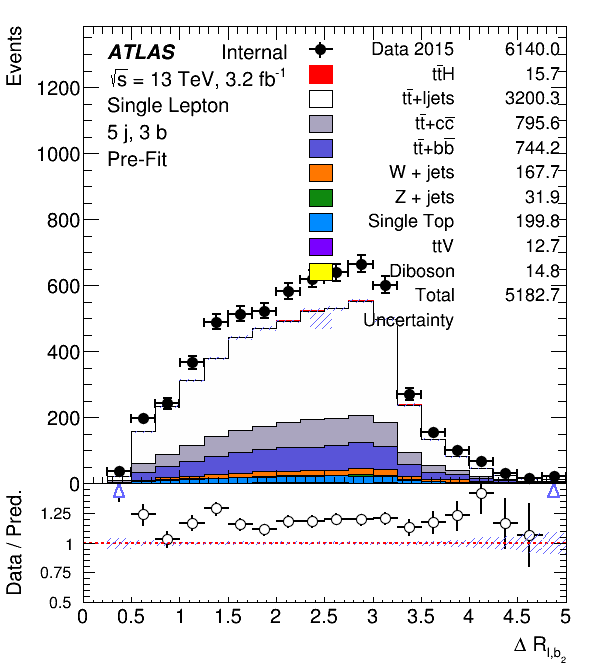 Events
ATLAS Internal
√s = 13 TeV, 3.2 fb⁻¹
Single Lepton
5 j, 3 b
Pre-Fit
Data 2015 6140.0
tt̄H 15.7
tt̄+ljets 3200.3
tt̄+cc̄ 795.6
tt̄+bb̄ 744.2
W + jets 167.7
Z + jets 31.9
Single Top 199.8
ttV 12.7
Diboson 14.8
Total 5182.7
Uncertainty
1200
1000
800
600
400
200
0
Data / Pred.
1.25
1
0.75
0.5
0 0.5 1 1.5 2 2.5 3 3.5 4 4.5 5
Δ R_{l,b_2}